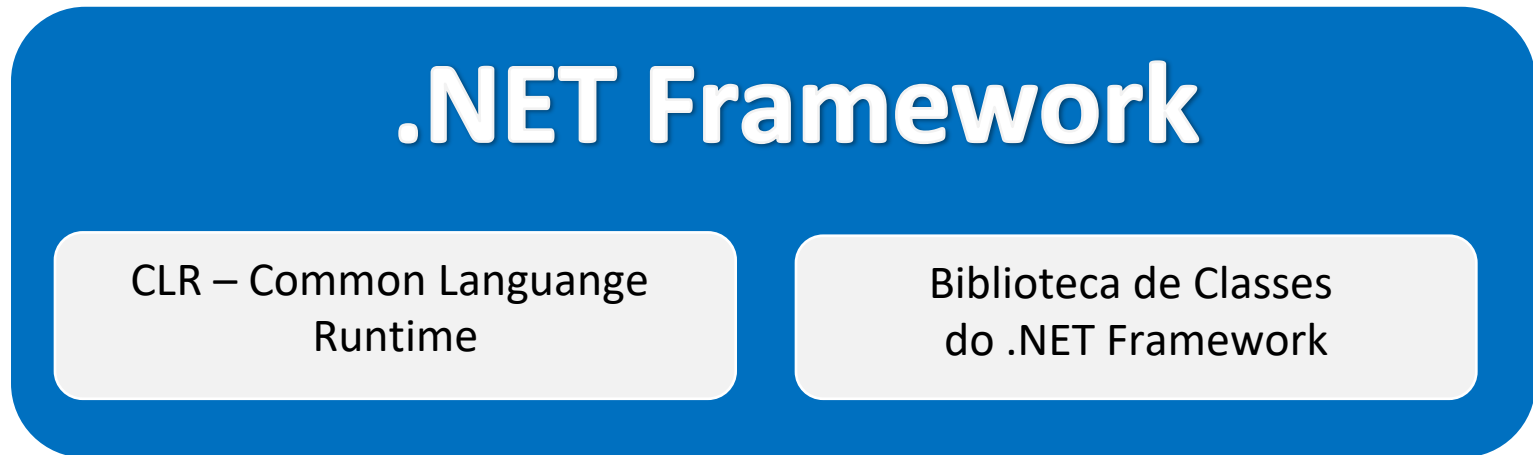 .NET Framework
CLR – Common Languange
Runtime
Biblioteca de Classes
do .NET Framework